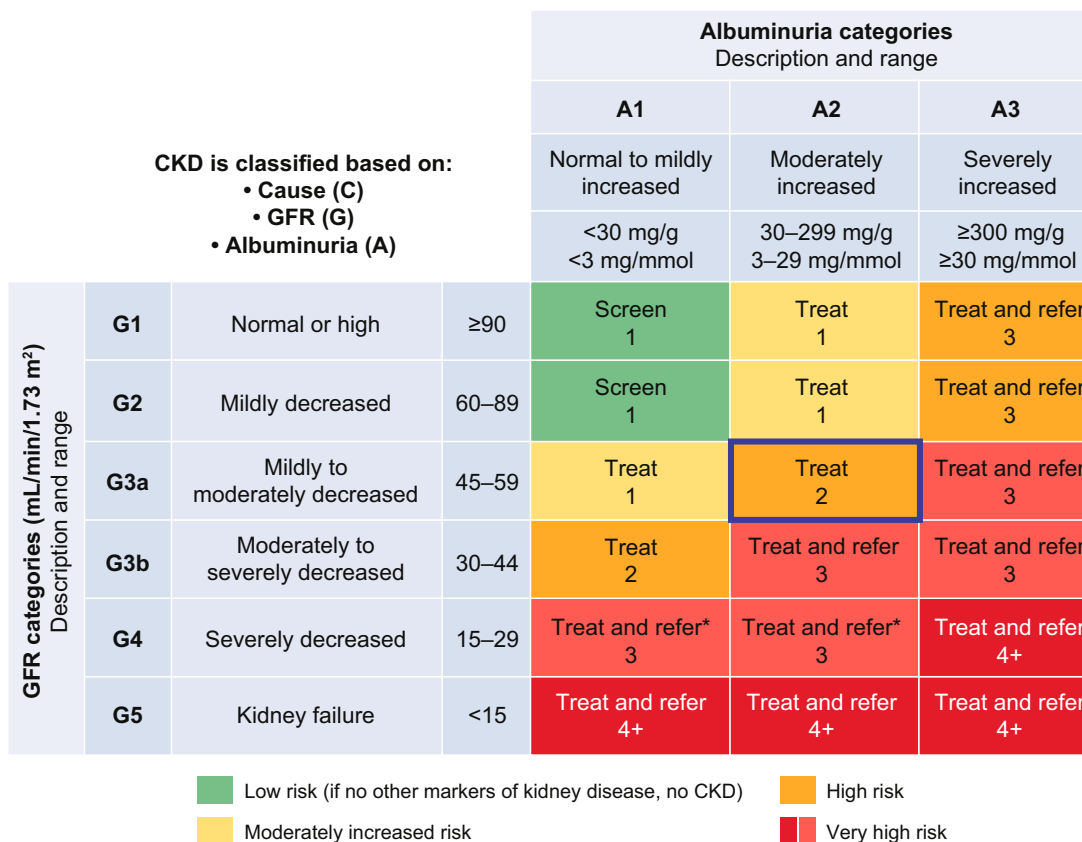 Albuminuria categories
Description and range
A1
A2
A3
CKD is classified based on:
• Cause (C)
• GFR (G)
• Albuminuria (A)
Normal to mildly
increased
Moderately
increased
Severely
increased
<30 mg/g
<3 mg/mmol
30–299 mg/g
3–29 mg/mmol
≥300 mg/g
≥30 mg/mmol
GFR categories (mL/min/1.73 m²)
Description and range
G1
Normal or high
≥90
Screen
1
Treat
1
Treat and refer
3
G2
Mildly decreased
60–89
Screen
1
Treat
1
Treat and refer
3
G3a
Mildly to
moderately decreased
45–59
Treat
1
Treat
2
Treat and refer
3
G3b
Moderately to
severely decreased
30–44
Treat
2
Treat and refer
3
Treat and refer
3
G4
Severely decreased
15–29
Treat and refer*
3
Treat and refer*
3
Treat and refer
4+
G5
Kidney failure
<15
Treat and refer
4+
Treat and refer
4+
Treat and refer
4+
Low risk (if no other markers of kidney disease, no CKD)
High risk
Moderately increased risk
Very high risk